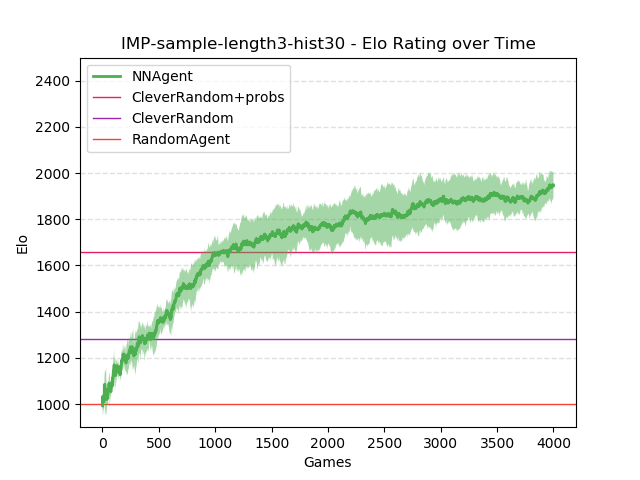 IMP-sample-length3-hist30 - Elo Rating over Time
NNAgent
CleverRandom+probs
CleverRandom
RandomAgent
Elo
2400
2200
2000
1800
1600
1400
1200
1000
0 500 1000 1500 2000 2500 3000 3500 4000
Games